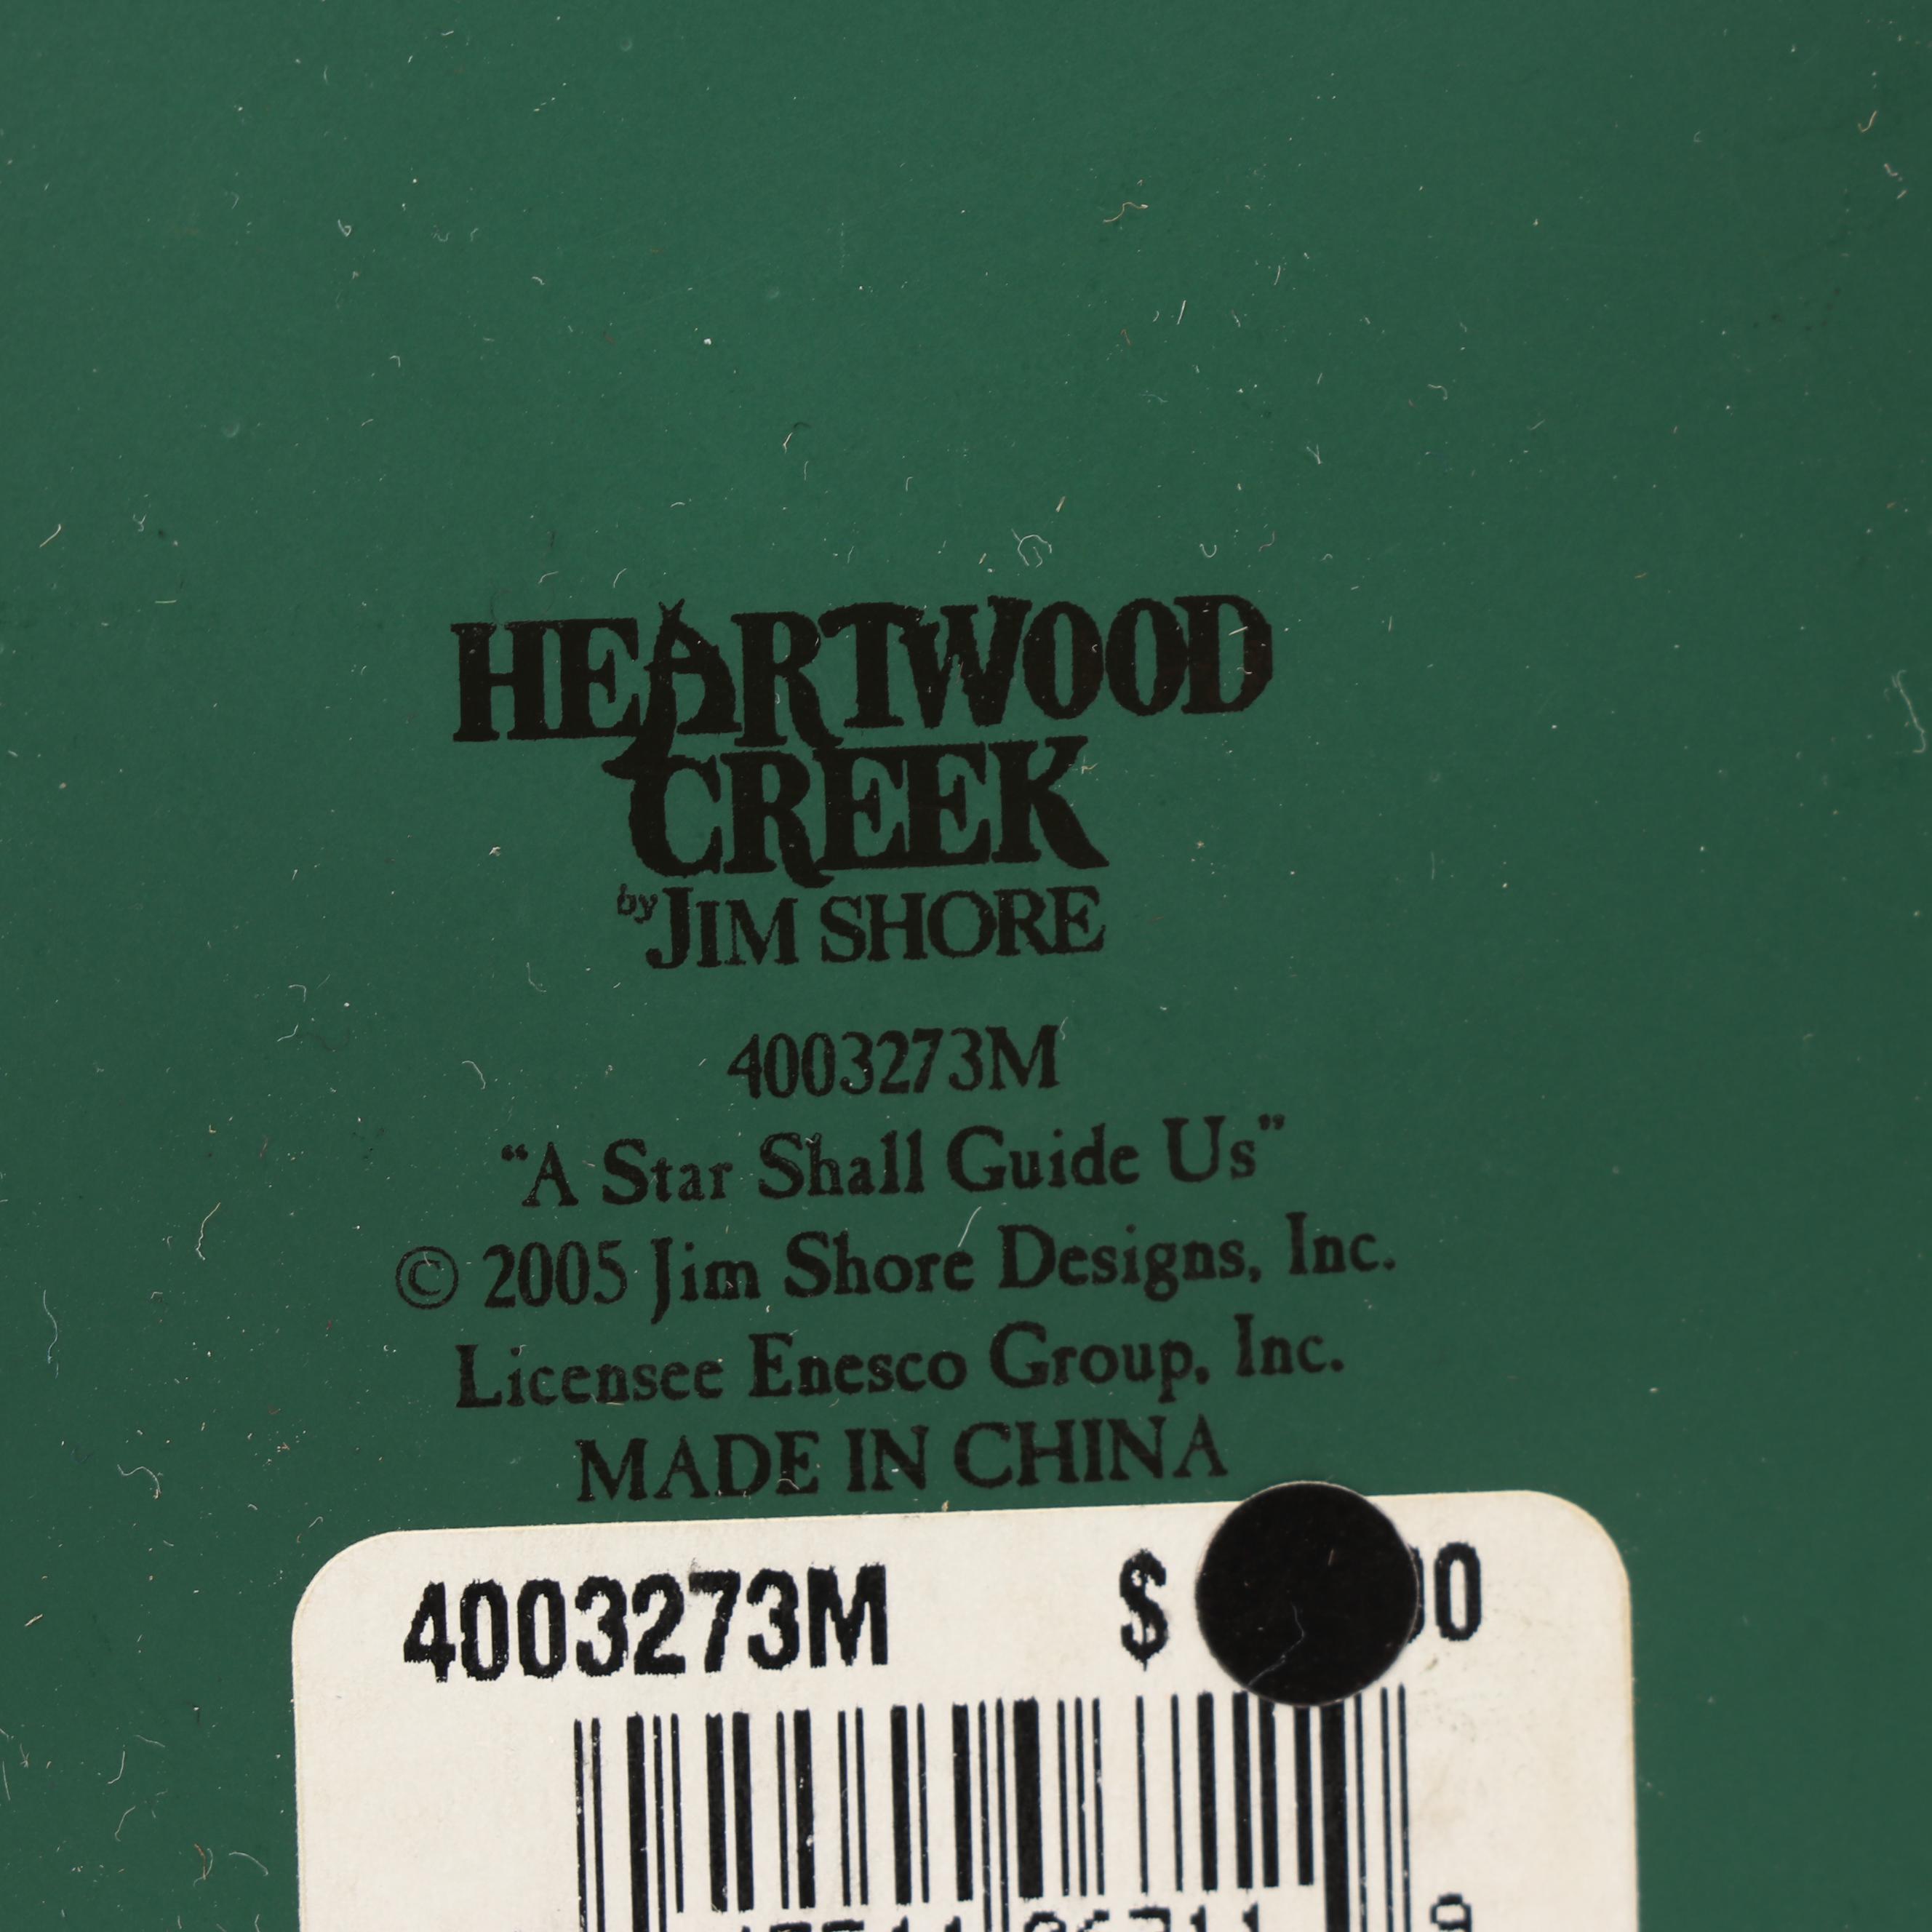 HEARTWOOD
CREEK
by JIM SHORE
4003273M
“A Star Shall Guide Us”
© 2005 Jim Shore Designs, Inc.
Licensee Enesco Group, Inc.
MADE IN CHINA
4003273M $